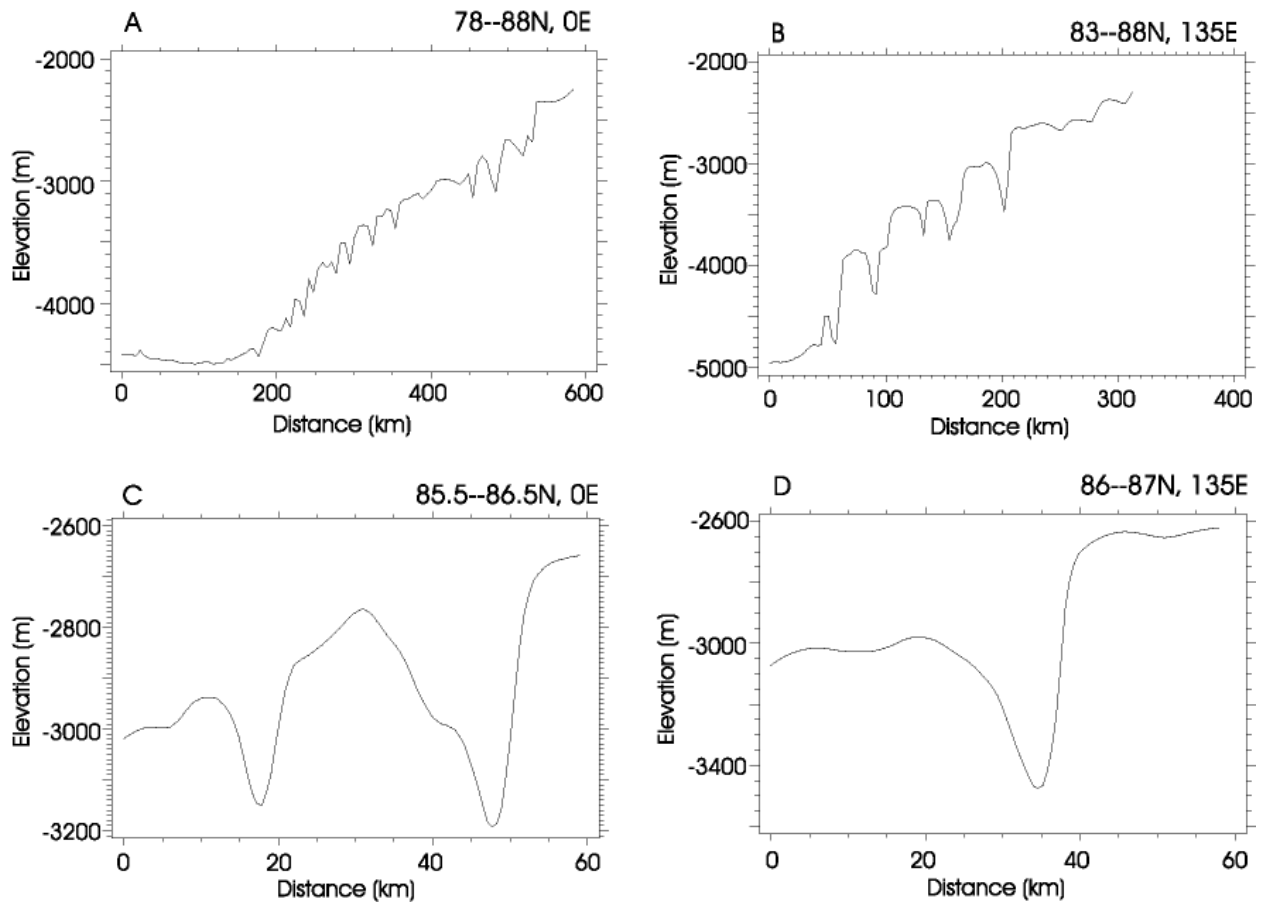 A 78--88N, 0E
-2000
-3000
-4000
Elevation (m)
0 200 400 600
Distance (km)
B 83--88N, 135E
-2000
-3000
-4000
-5000
Elevation (m)
0 100 200 300 400
Distance (km)
C 85.5--86.5N, 0E
-2600
-2800
-3000
-3200
Elevation (m)
0 20 40 60
Distance (km)
D 86--87N, 135E
-2600
-3000
-3400
Elevation (m)
0 20 40 60
Distance (km)